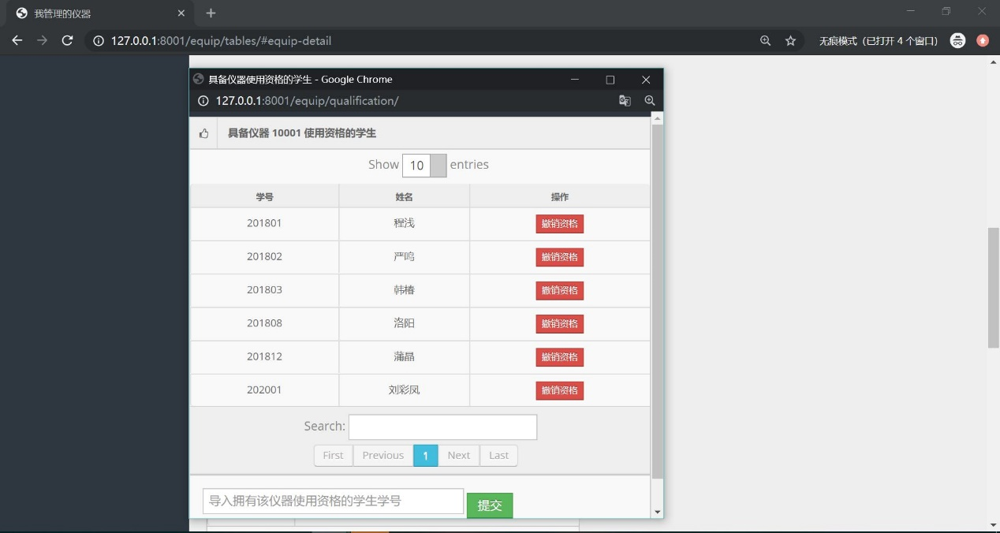 我管理的仪器
127.0.0.1:8001/equip/tables/#equip-detail
无痕模式（已打开 4 个窗口）
具备仪器使用资格的学生 - Google Chrome
127.0.0.1:8001/equip/qualification/
具备仪器 10001 使用资格的学生
Show 10 entries
学号 姓名 操作
201801 程浅 撤销资格
201802 严鸣 撤销资格
201803 韩椿 撤销资格
201808 洛阳 撤销资格
201812 蒲晶 撤销资格
202001 刘彩凤 撤销资格
Search:
First Previous 1 Next Last
导入拥有该仪器使用资格的学生学号 提交